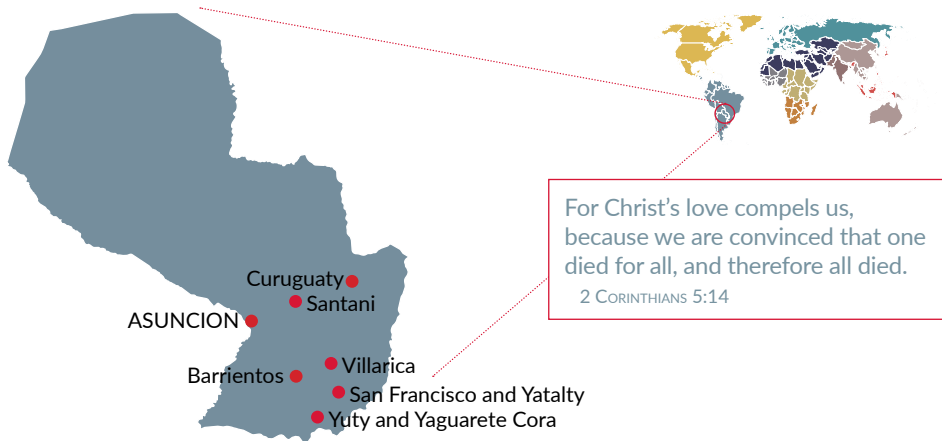 For Christ’s love compels us,
because we are convinced that one
died for all, and therefore all died.
2 Corinthians 5:14
Curuguaty
Santani
ASUNCION
Villarica
Barrientos
San Francisco and Yatalty
Yuty and Yaguarete Cora